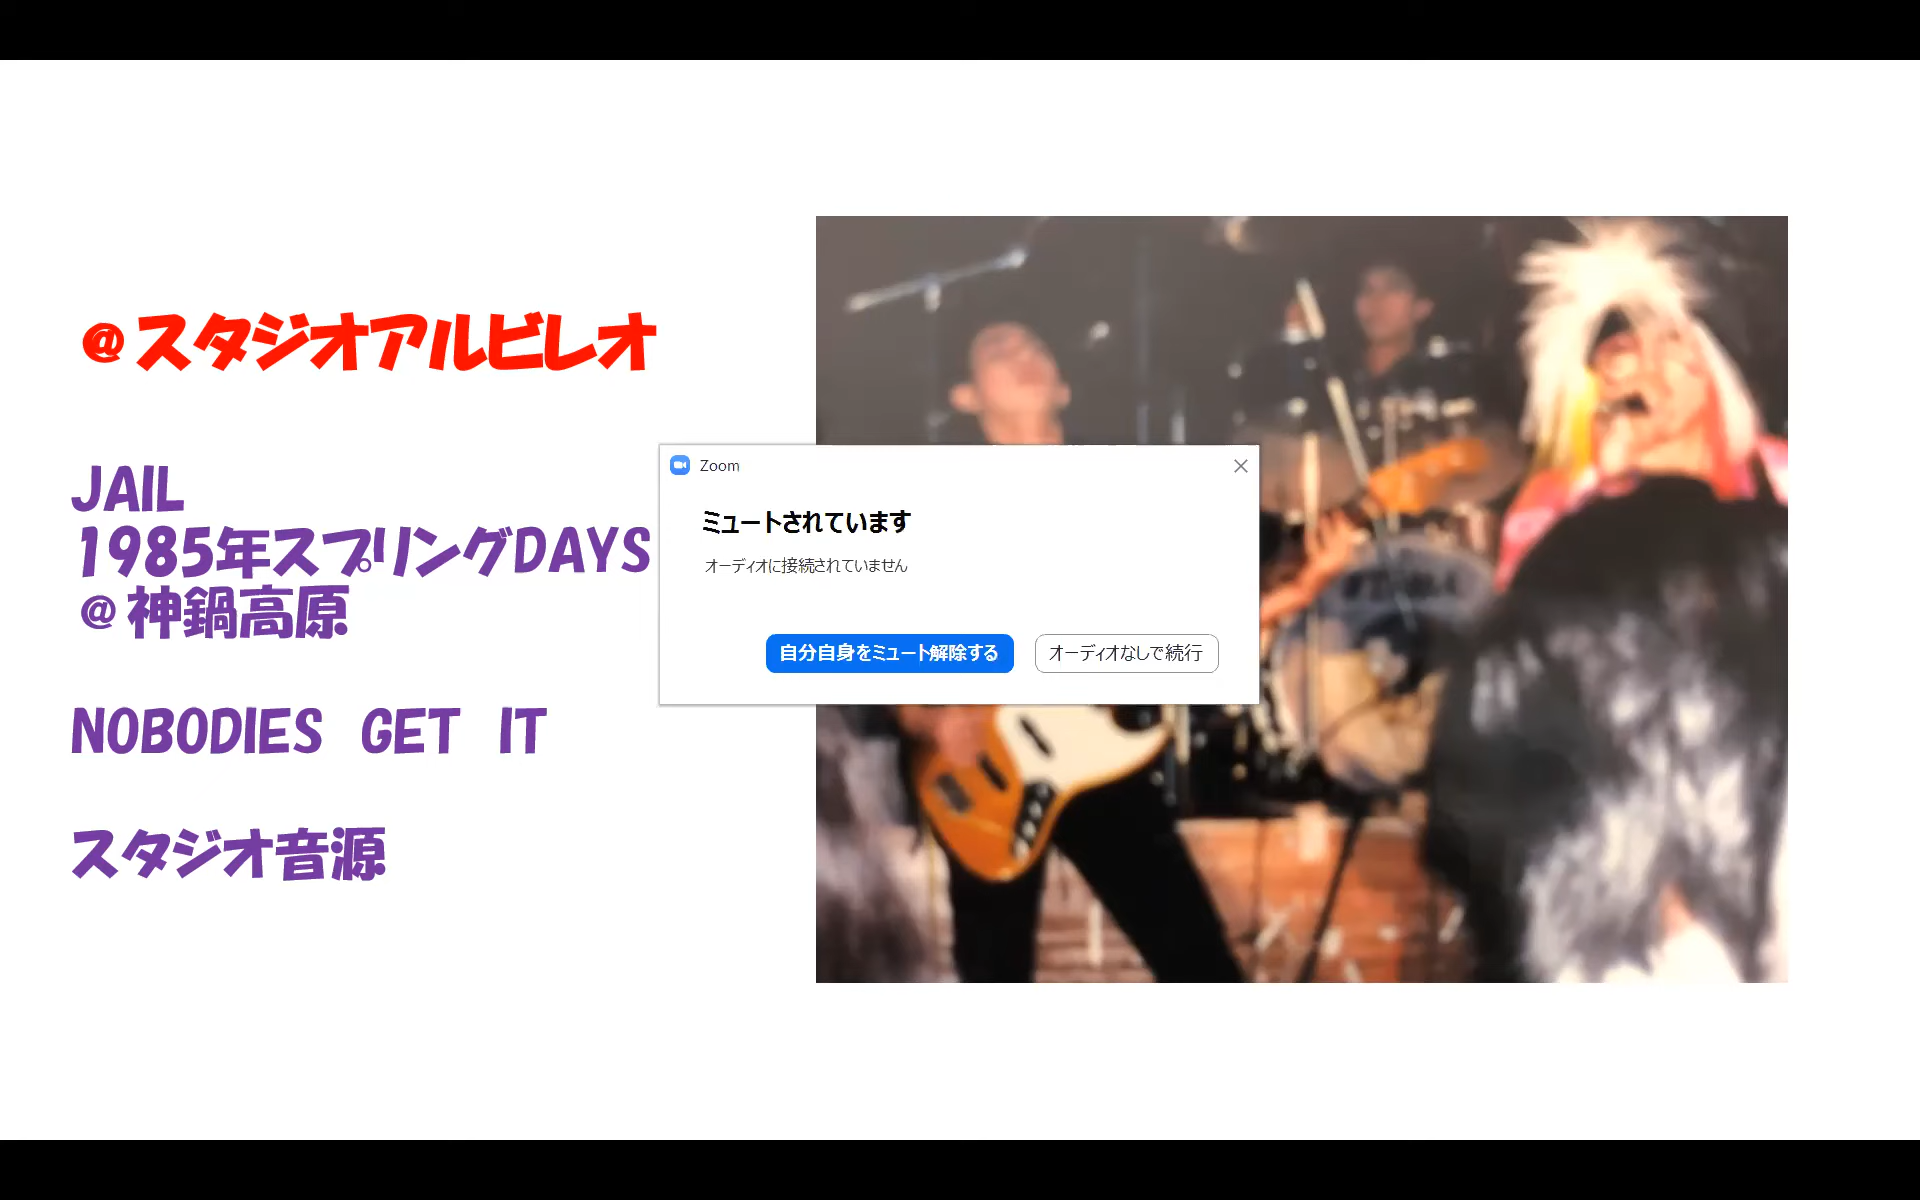 @スタジオアルビレオ
JAIL
1985年スプリングDAYS
@神鍋高原
NOBODIES GET IT
スタジオ音源
Zoom
ミュートされています
オーディオに接続されていません
自分自身をミュート解除する
オーディオなしで続行